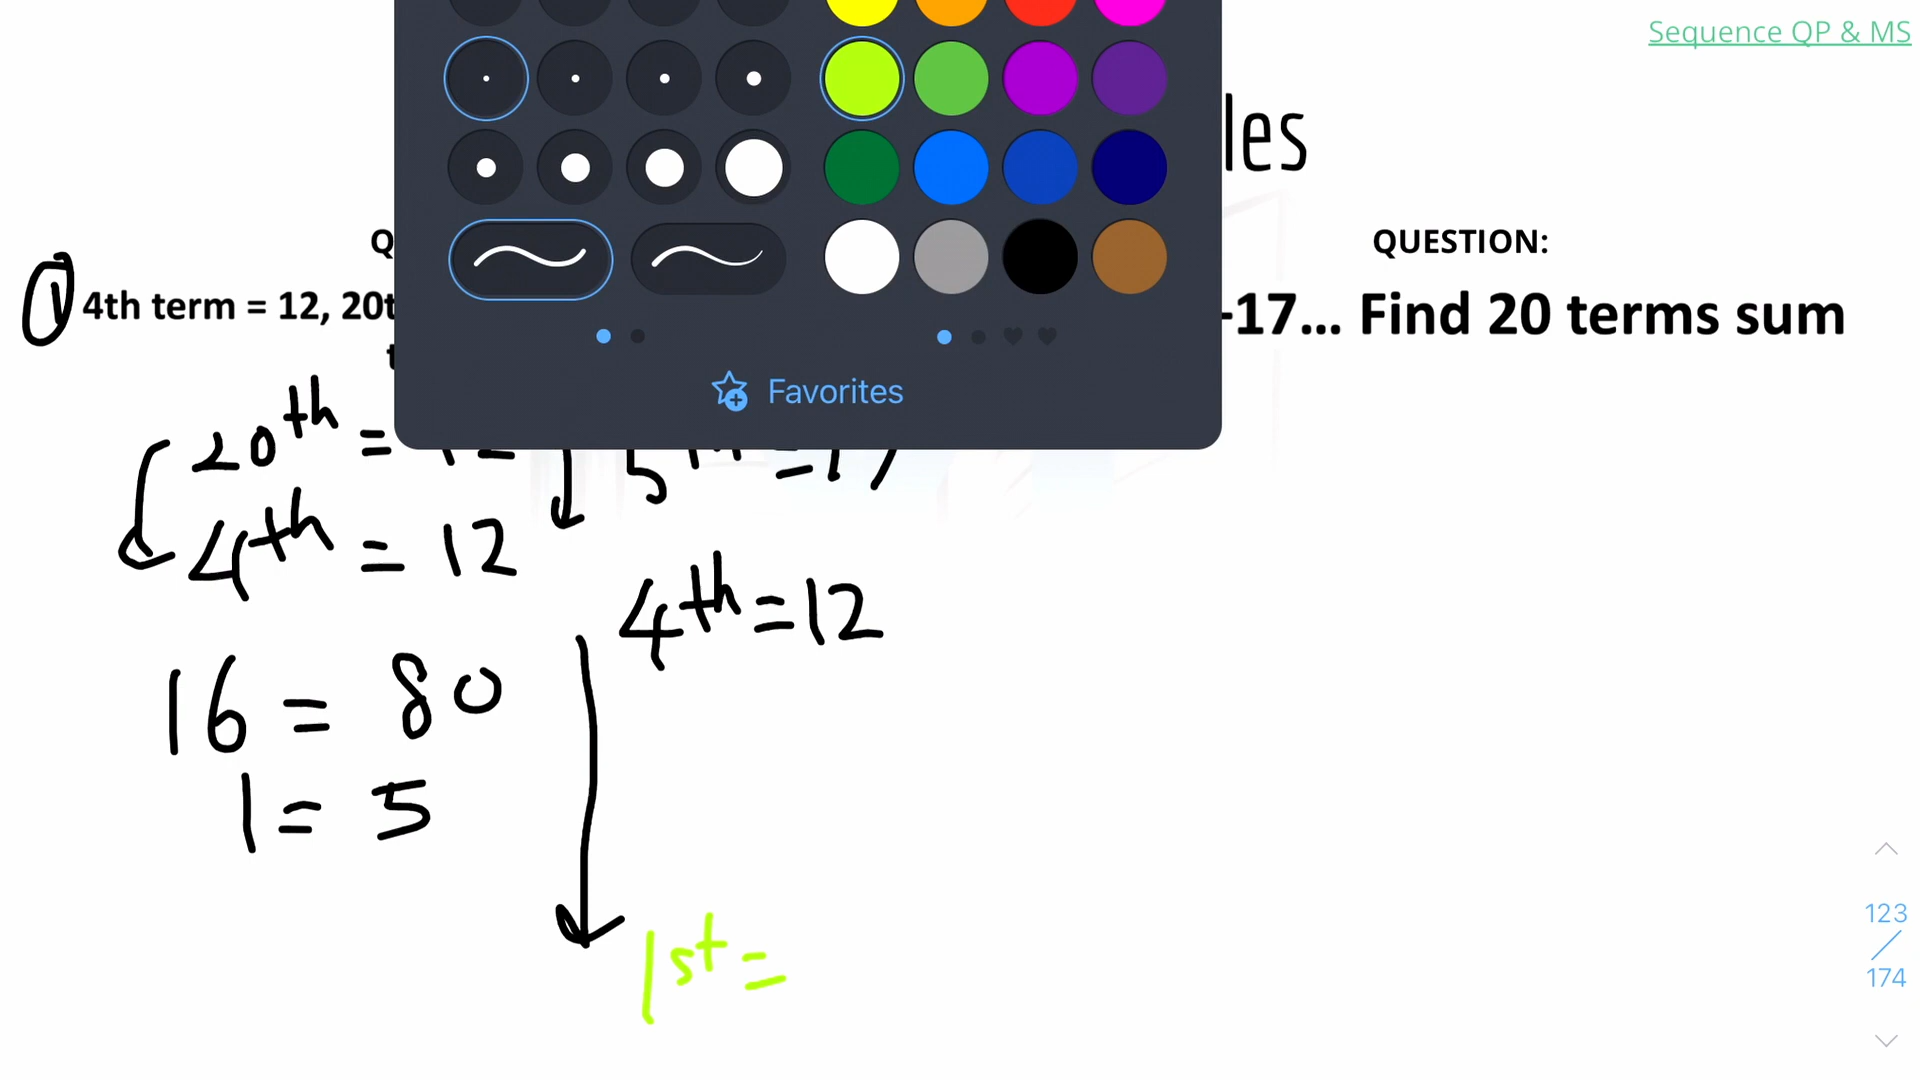 Sequence QP & MS
les
QUESTION:
① 4th term = 12, 20t
-17... Find 20 terms sum
Favorites
20th =
4th = 12
4th = 12
16 = 80
1 = 5
1st =
123
/
174